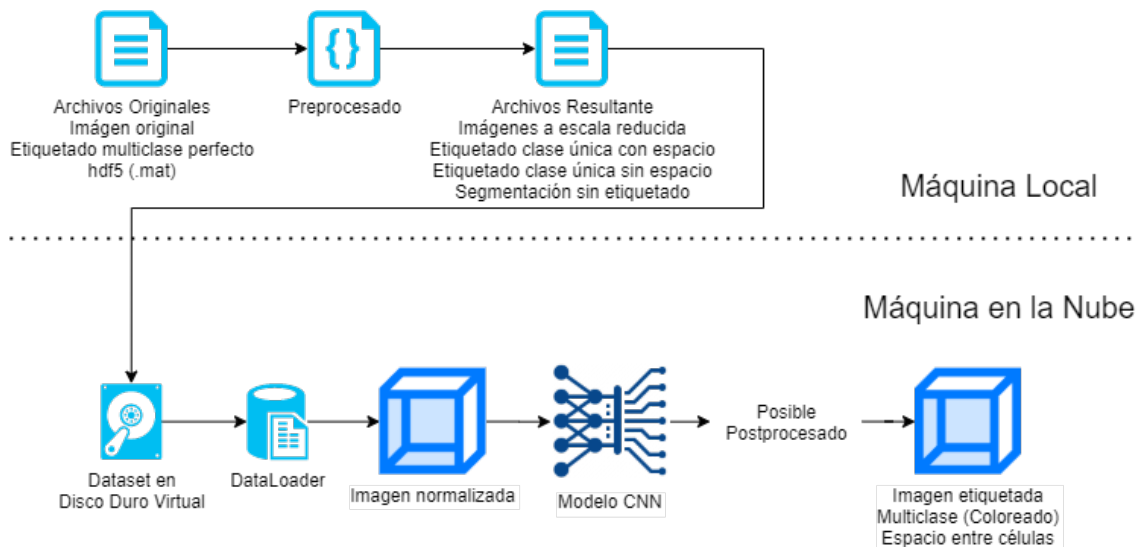 Archivos Originales
Imágen original
Etiquetado multiclase perfecto
hdf5 (.mat)
{}
Preprocesado
Archivos Resultante
Imágenes a escala reducida
Etiquetado clase única con espacio
Etiquetado clase única sin espacio
Segmentación sin etiquetado
Máquina Local
Máquina en la Nube
Dataset en
Disco Duro Virtual
DataLoader
Imagen normalizada
Modelo CNN
Posible
Postprocesado
Imagen etiquetada
Multiclase (Coloreado)
Espacio entre células